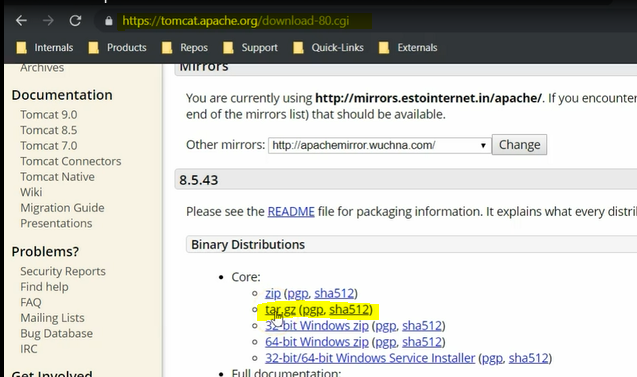 https://tomcat.apache.org/download-80.cgi
Internals Products Repos Support Quick-Links Externals
Archives
Documentation
Tomcat 9.0
Tomcat 8.5
Tomcat 7.0
Tomcat Connectors
Tomcat Native
Wiki
Migration Guide
Presentations
Problems?
Security Reports
Find help
FAQ
Mailing Lists
Bug Database
IRC
Get Involved
Mirrors
You are currently using http://mirrors.estointernet.in/apache/. If you encounter
end of the mirrors list) that should be available.
Other mirrors: http://apachemirror.wuchna.com/ Change
8.5.43
Please see the README file for packaging information. It explains what every
Binary Distributions
Core:
zip (pgp, sha512)
tar.gz (pgp, sha512)
32-bit Windows zip (pgp, sha512)
64-bit Windows zip (pgp, sha512)
32-bit/64-bit Windows Service Installer (pgp, sha512)
Full documentation: